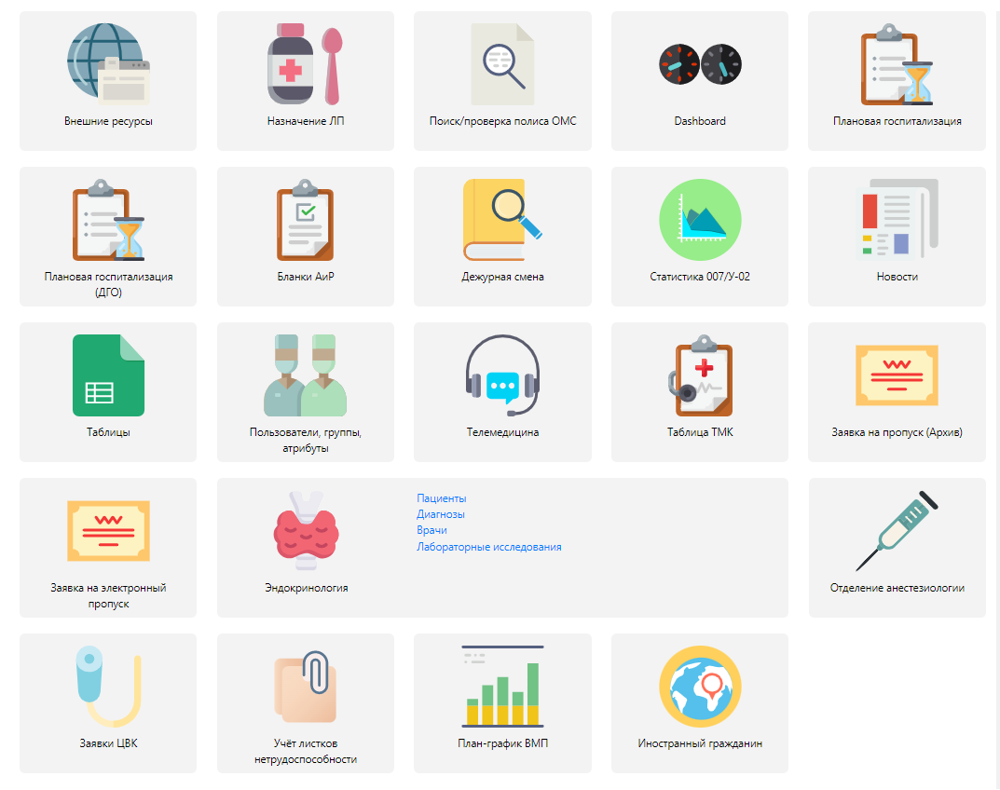 Внешние ресурсы
Назначение ЛП
Поиск/проверка полиса ОМС
Dashboard
Плановая госпитализация
Плановая госпитализация
(ДГО)
Бланки АиР
Дежурная смена
Статистика 007/У-02
Новости
Таблицы
Пользователи, группы,
атрибуты
Телемедицина
Таблица ТМК
Заявка на пропуск (Архив)
Заявка на электронный
пропуск
Эндокринология
Пациенты
Диагнозы
Врачи
Лабораторные исследования
Отделение анестезиологии
Заявки ЦВК
Учёт листков
нетрудоспособности
План-график ВМП
Иностранный гражданин